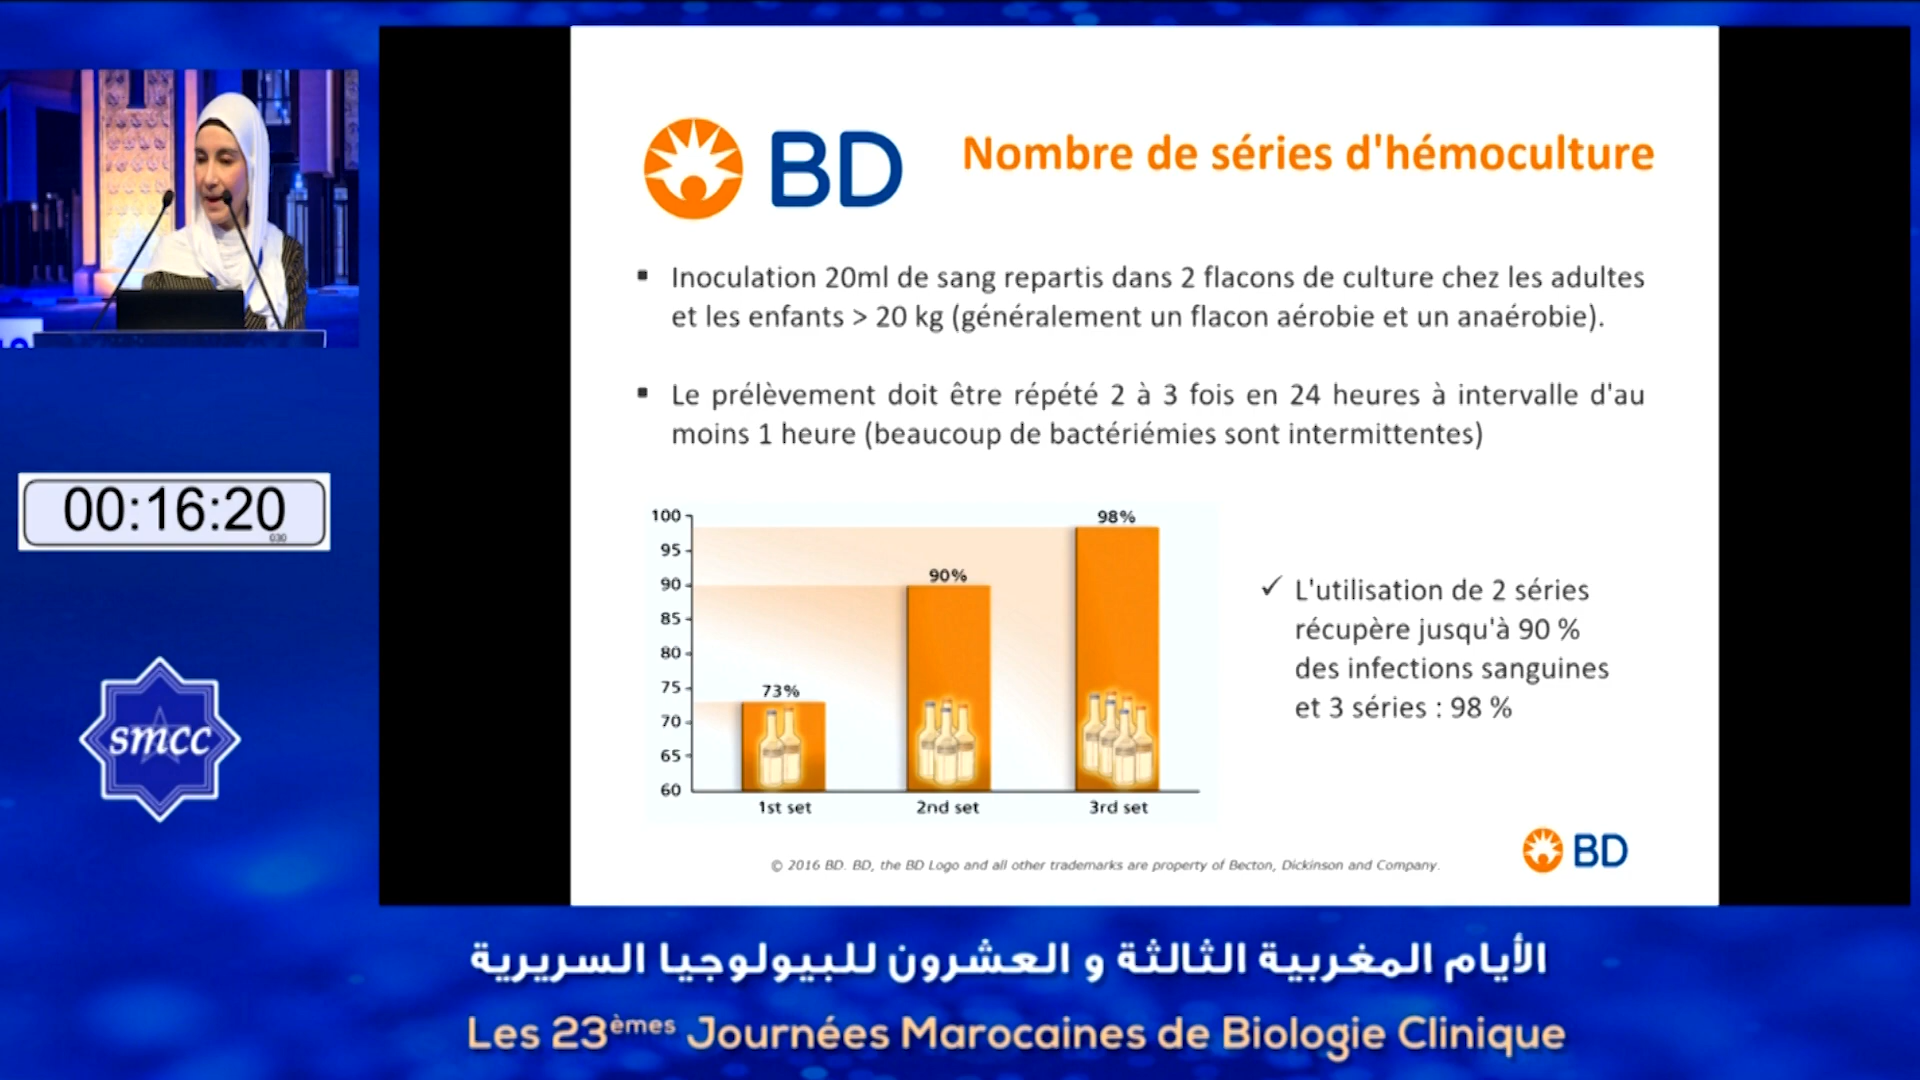 BD
Nombre de séries d'hémoculture
▪ Inoculation 20ml de sang repartis dans 2 flacons de culture chez les adultes
et les enfants > 20 kg (généralement un flacon aérobie et un anaérobie).
▪ Le prélèvement doit être répété 2 à 3 fois en 24 heures à intervalle d'au
moins 1 heure (beaucoup de bactériémies sont intermittentes)
00:16:20
030
100
95
90
85
80
75
70
65
60
73%
90%
98%
1st set
2nd set
3rd set
✓ L'utilisation de 2 séries
récupère jusqu'à 90 %
des infections sanguines
et 3 séries : 98 %
smcc
BD
© 2016 BD. BD, the BD Logo and all other trademarks are property of Becton, Dickinson and Company.
الأيام المغربية الثالثة و العشرون للبيولوجيا السريرية
Les 23èmes Journées Marocaines de Biologie Clinique